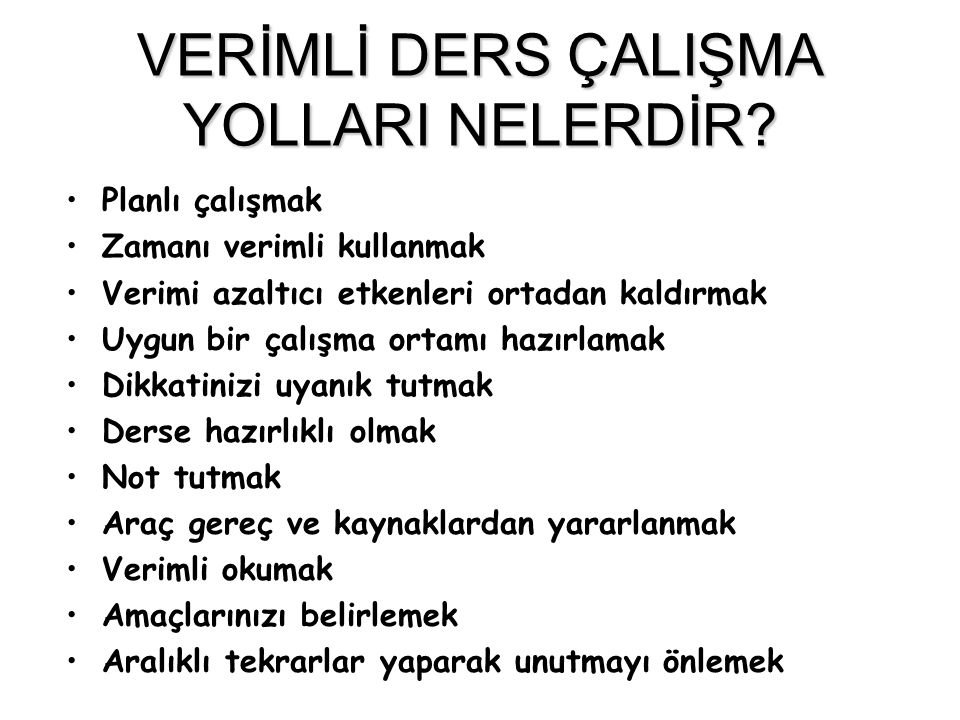 VERİMLİ DERS ÇALIŞMA
YOLLARI NELERDİR?
• Planlı çalışmak
• Zamanı verimli kullanmak
• Verimi azaltıcı etkenleri ortadan kaldırmak
• Uygun bir çalışma ortamı hazırlamak
• Dikkatinizi uyanık tutmak
• Derse hazırlıklı olmak
• Not tutmak
• Araç gereç ve kaynaklardan yararlanmak
• Verimli okumak
• Amaçlarınızı belirlemek
• Aralıklı tekrarlar yaparak unutmayı önlemek